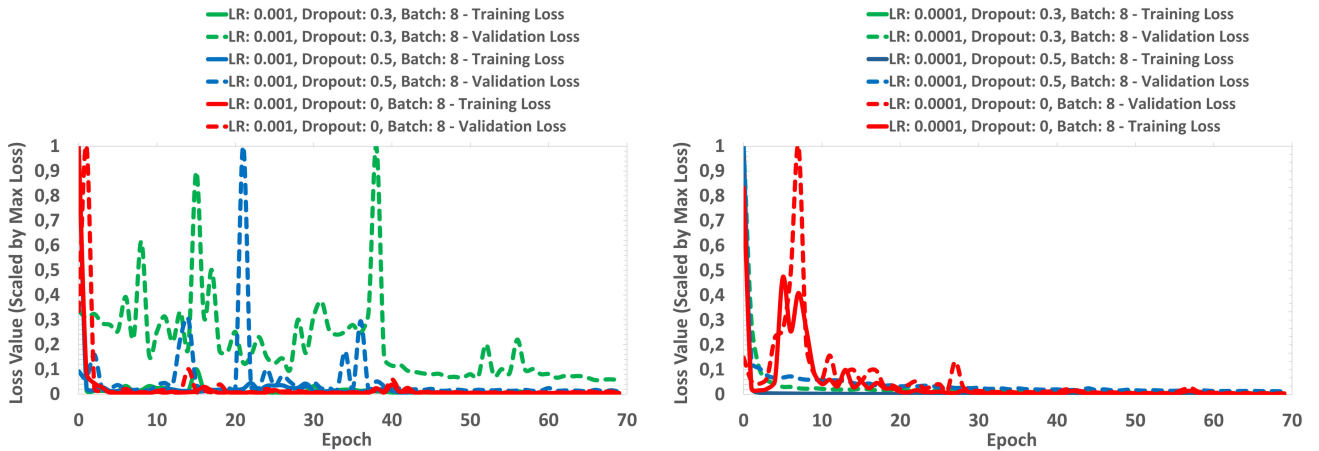 LR: 0.001, Dropout: 0.3, Batch: 8 - Training Loss
LR: 0.001, Dropout: 0.3, Batch: 8 - Validation Loss
LR: 0.001, Dropout: 0.5, Batch: 8 - Training Loss
LR: 0.001, Dropout: 0.5, Batch: 8 - Validation Loss
LR: 0.001, Dropout: 0, Batch: 8 - Training Loss
LR: 0.001, Dropout: 0, Batch: 8 - Validation Loss
Loss Value (Scaled by Max Loss)
1
0,9
0,8
0,7
0,6
0,5
0,4
0,3
0,2
0,1
0
0 10 20 30 40 50 60 70
Epoch
LR: 0.0001, Dropout: 0.3, Batch: 8 - Training Loss
LR: 0.0001, Dropout: 0.3, Batch: 8 - Validation Loss
LR: 0.0001, Dropout: 0.5, Batch: 8 - Training Loss
LR: 0.0001, Dropout: 0.5, Batch: 8 - Validation Loss
LR: 0.0001, Dropout: 0, Batch: 8 - Validation Loss
LR: 0.0001, Dropout: 0, Batch: 8 - Training Loss
Loss Value (Scaled by Max Loss)
1
0,9
0,8
0,7
0,6
0,5
0,4
0,3
0,2
0,1
0
0 10 20 30 40 50 60 70
Epoch